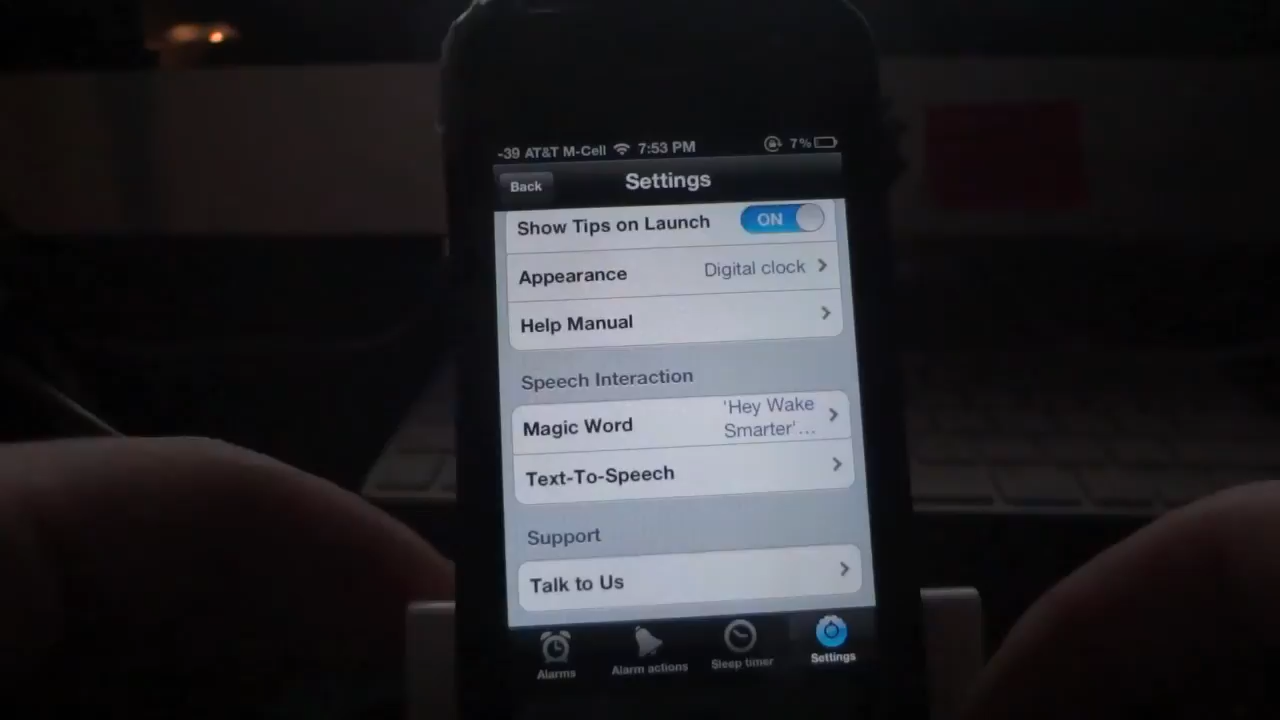 -39 AT&T M-Cell 7:53 PM 7%
Back Settings
Show Tips on Launch ON
Appearance Digital clock
Help Manual
Speech Interaction
Magic Word 'Hey Wake
Smarter'...
Text-To-Speech
Support
Talk to Us
Alarms Alarm actions Sleep timer Settings